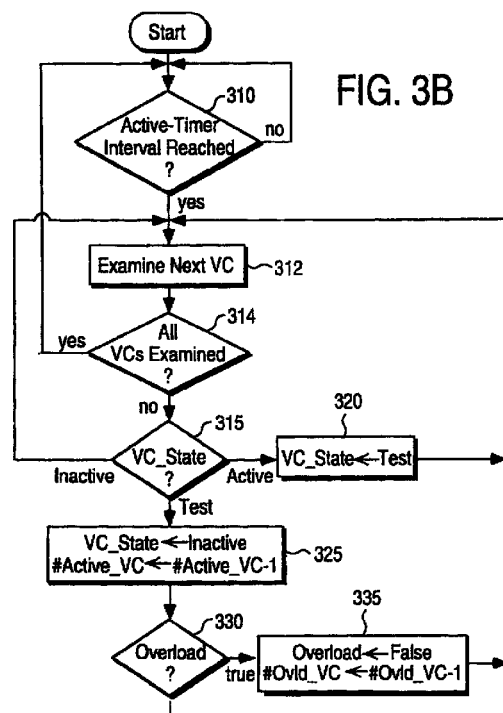 Start
FIG. 3B
310
Active-Timer
Interval Reached
?
no
yes
Examine Next VC
312
314
All
VCs Examined
?
yes
no
315
VC_State
?
Inactive
Active
Test
320
VC_State←Test
VC_State←Inactive
#Active_VC←#Active_VC-1
325
330
Overload
?
true
335
Overload←False
#Ovld_VC←#Ovld_VC-1